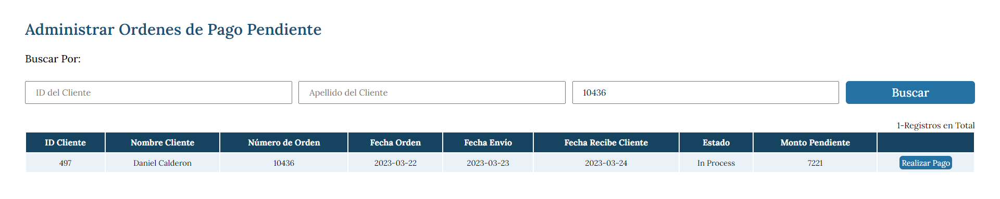 Administrar Ordenes de Pago Pendiente
Buscar Por:
ID del Cliente Apellido del Cliente 10436 Buscar
1-Registros en Total
ID Cliente Nombre Cliente Número de Orden Fecha Orden Fecha Envío Fecha Recibe Cliente Estado Monto Pendiente
497 Daniel Calderon 10436 2023-03-22 2023-03-23 2023-03-24 In Process 7221 Realizar Pago